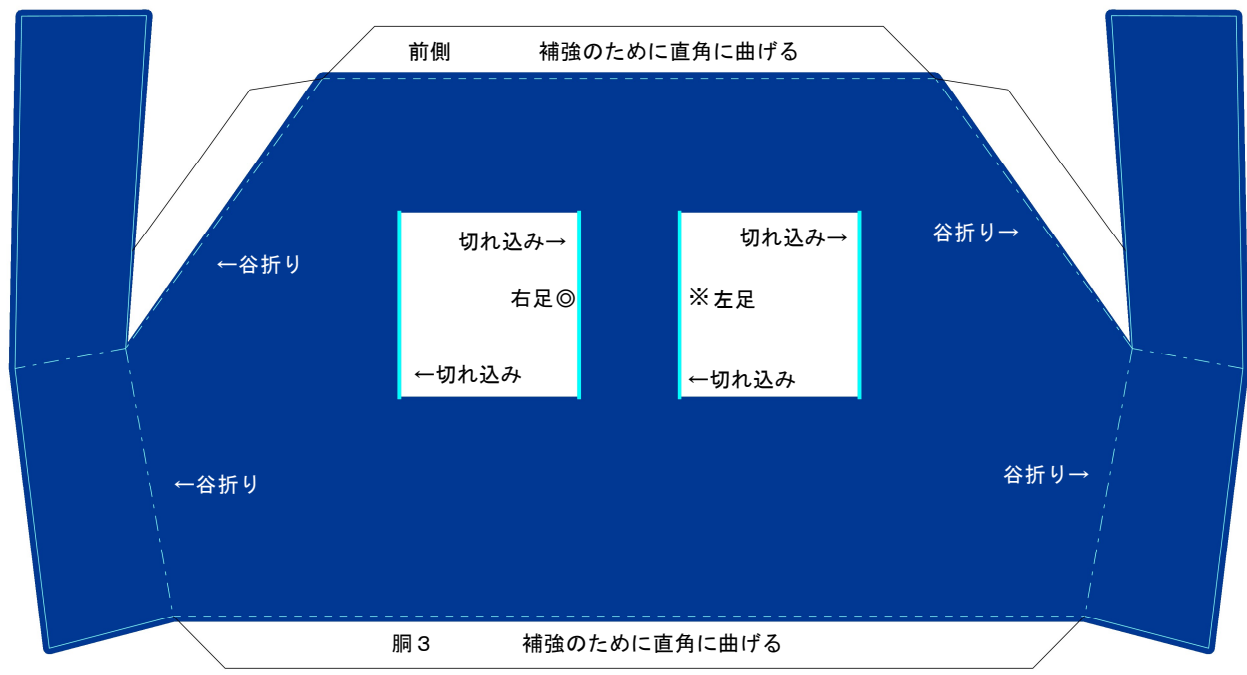 前側 補強のために直角に曲げる
切れ込み→ 切れ込み→ 谷折り→
←谷折り
右足◎ ※左足
←切れ込み ←切れ込み
←谷折り 谷折り→
胴３ 補強のために直角に曲げる